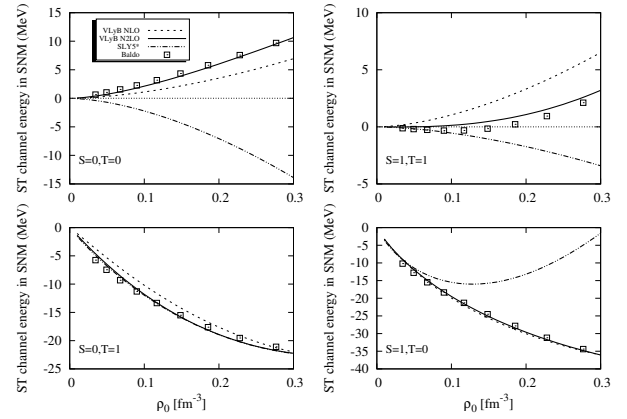 ST channel energy in SNM (MeV)
15
10
5
0
-5
-10
-15
VLyB NLO
VLyB N2LO
SLY5*
Baldo
S=0,T=0
0 0.1 0.2 0.3
ST channel energy in SNM (MeV)
10
5
0
-5
S=1,T=1
0 0.1 0.2 0.3
ST channel energy in SNM (MeV)
0
-5
-10
-15
-20
-25
S=0,T=1
0 0.1 0.2 0.3
ρ₀ [fm⁻³]
ST channel energy in SNM (MeV)
0
-5
-10
-15
-20
-25
-30
-35
-40
S=1,T=0
0 0.1 0.2 0.3
ρ₀ [fm⁻³]